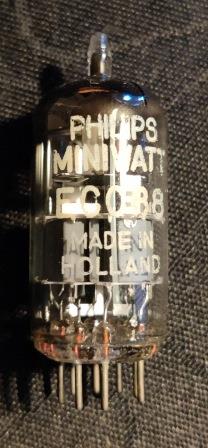 PHILIPS
MINIWATT
ECC88
MADE IN
HOLLAND